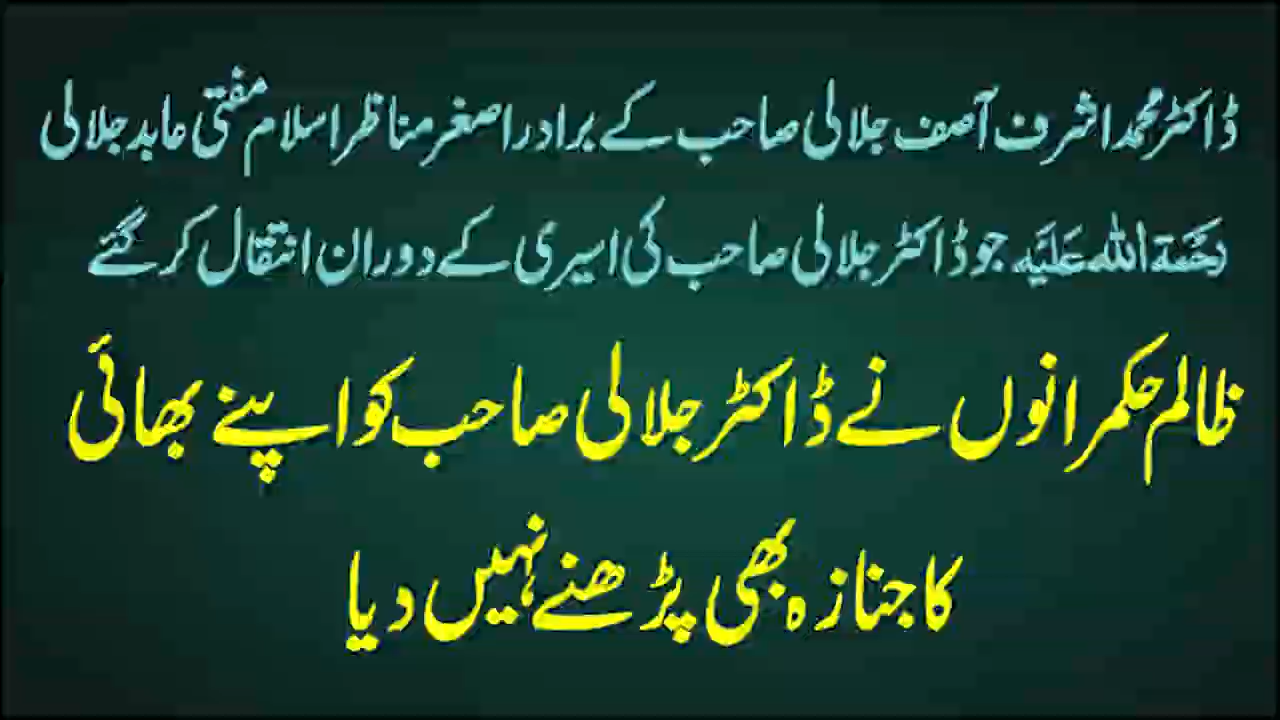 ڈاکٹر محمد اشرف آصف جلالی صاحب کے برادر اصغر مناظر اسلام مفتی عابد جلالی
رَحْمَۃُ اللہِ عَلَیْہ جو ڈاکٹر جلالی صاحب کی اسیری کے دوران انتقال کر گئے
ظالم حکمرانوں نے ڈاکٹر جلالی صاحب کو اپنے بھائی
کا جنازہ بھی پڑھنے نہیں دیا